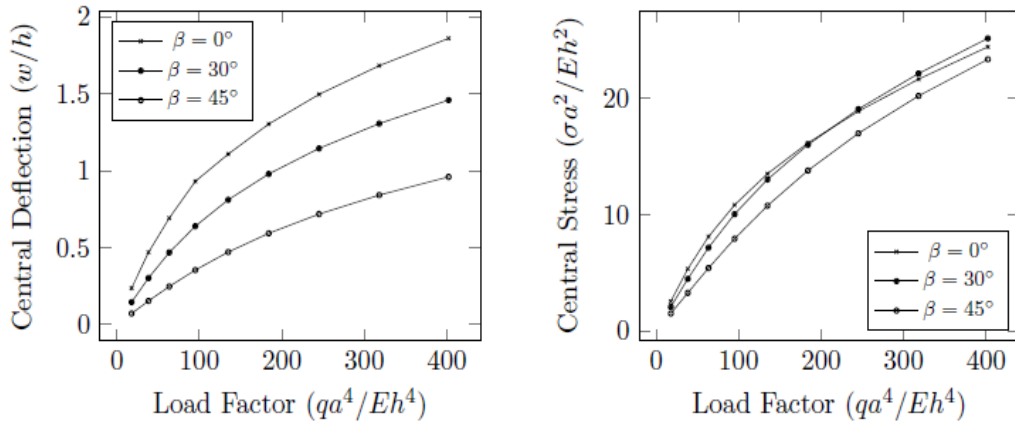 Central Deflection (w/h)
2
1.5
1
0.5
0
β = 0°
β = 30°
β = 45°
0 100 200 300 400
Load Factor (qa⁴/Eh⁴)
Central Stress (σa²/Eh²)
20
10
0
β = 0°
β = 30°
β = 45°
0 100 200 300 400
Load Factor (qa⁴/Eh⁴)